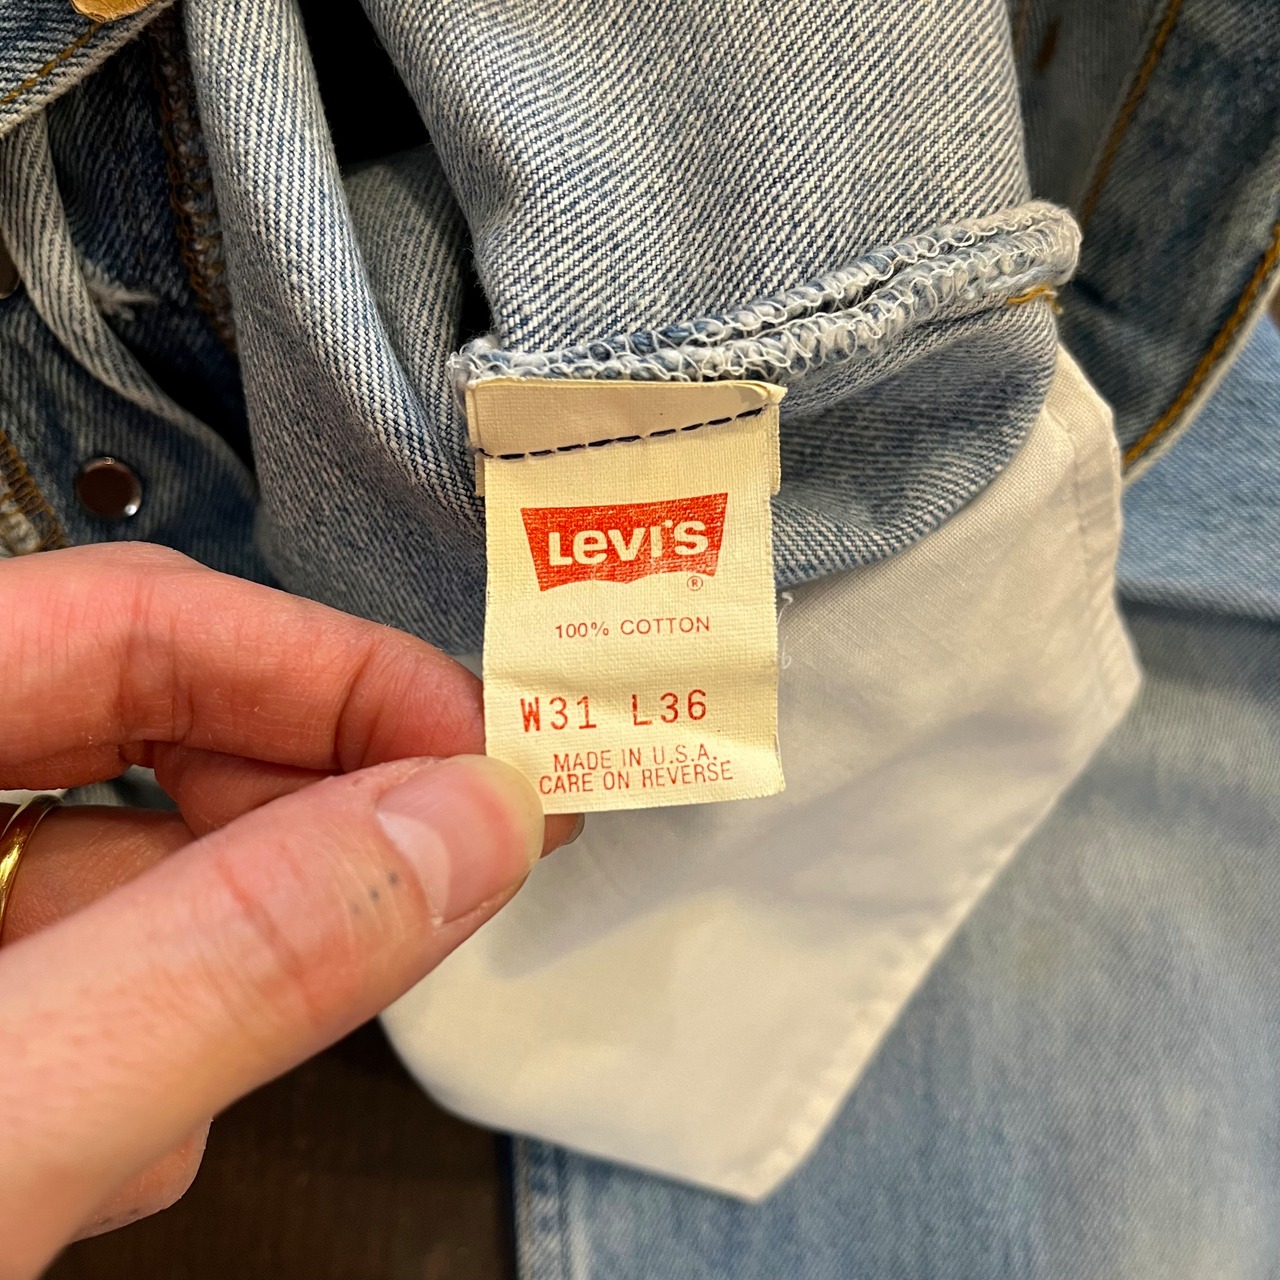 LEVI'S
®
100% COTTON
W31 L36
MADE IN U.S.A.
CARE ON REVERSE